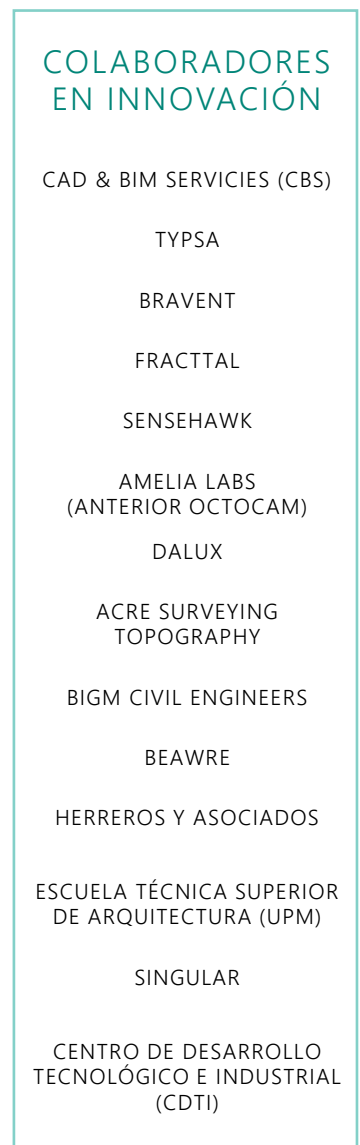 COLABORADORES
EN INNOVACIÓN
CAD & BIM SERVICIES (CBS)
TYPSA
BRAVENT
FRACTTAL
SENSEHAWK
AMELIA LABS
(ANTERIOR OCTOCAM)
DALUX
ACRE SURVEYING
TOPOGRAPHY
BIGM CIVIL ENGINEERS
BEAWRE
HERREROS Y ASOCIADOS
ESCUELA TÉCNICA SUPERIOR
DE ARQUITECTURA (UPM)
SINGULAR
CENTRO DE DESARROLLO
TECNOLÓGICO E INDUSTRIAL
(CDTI)